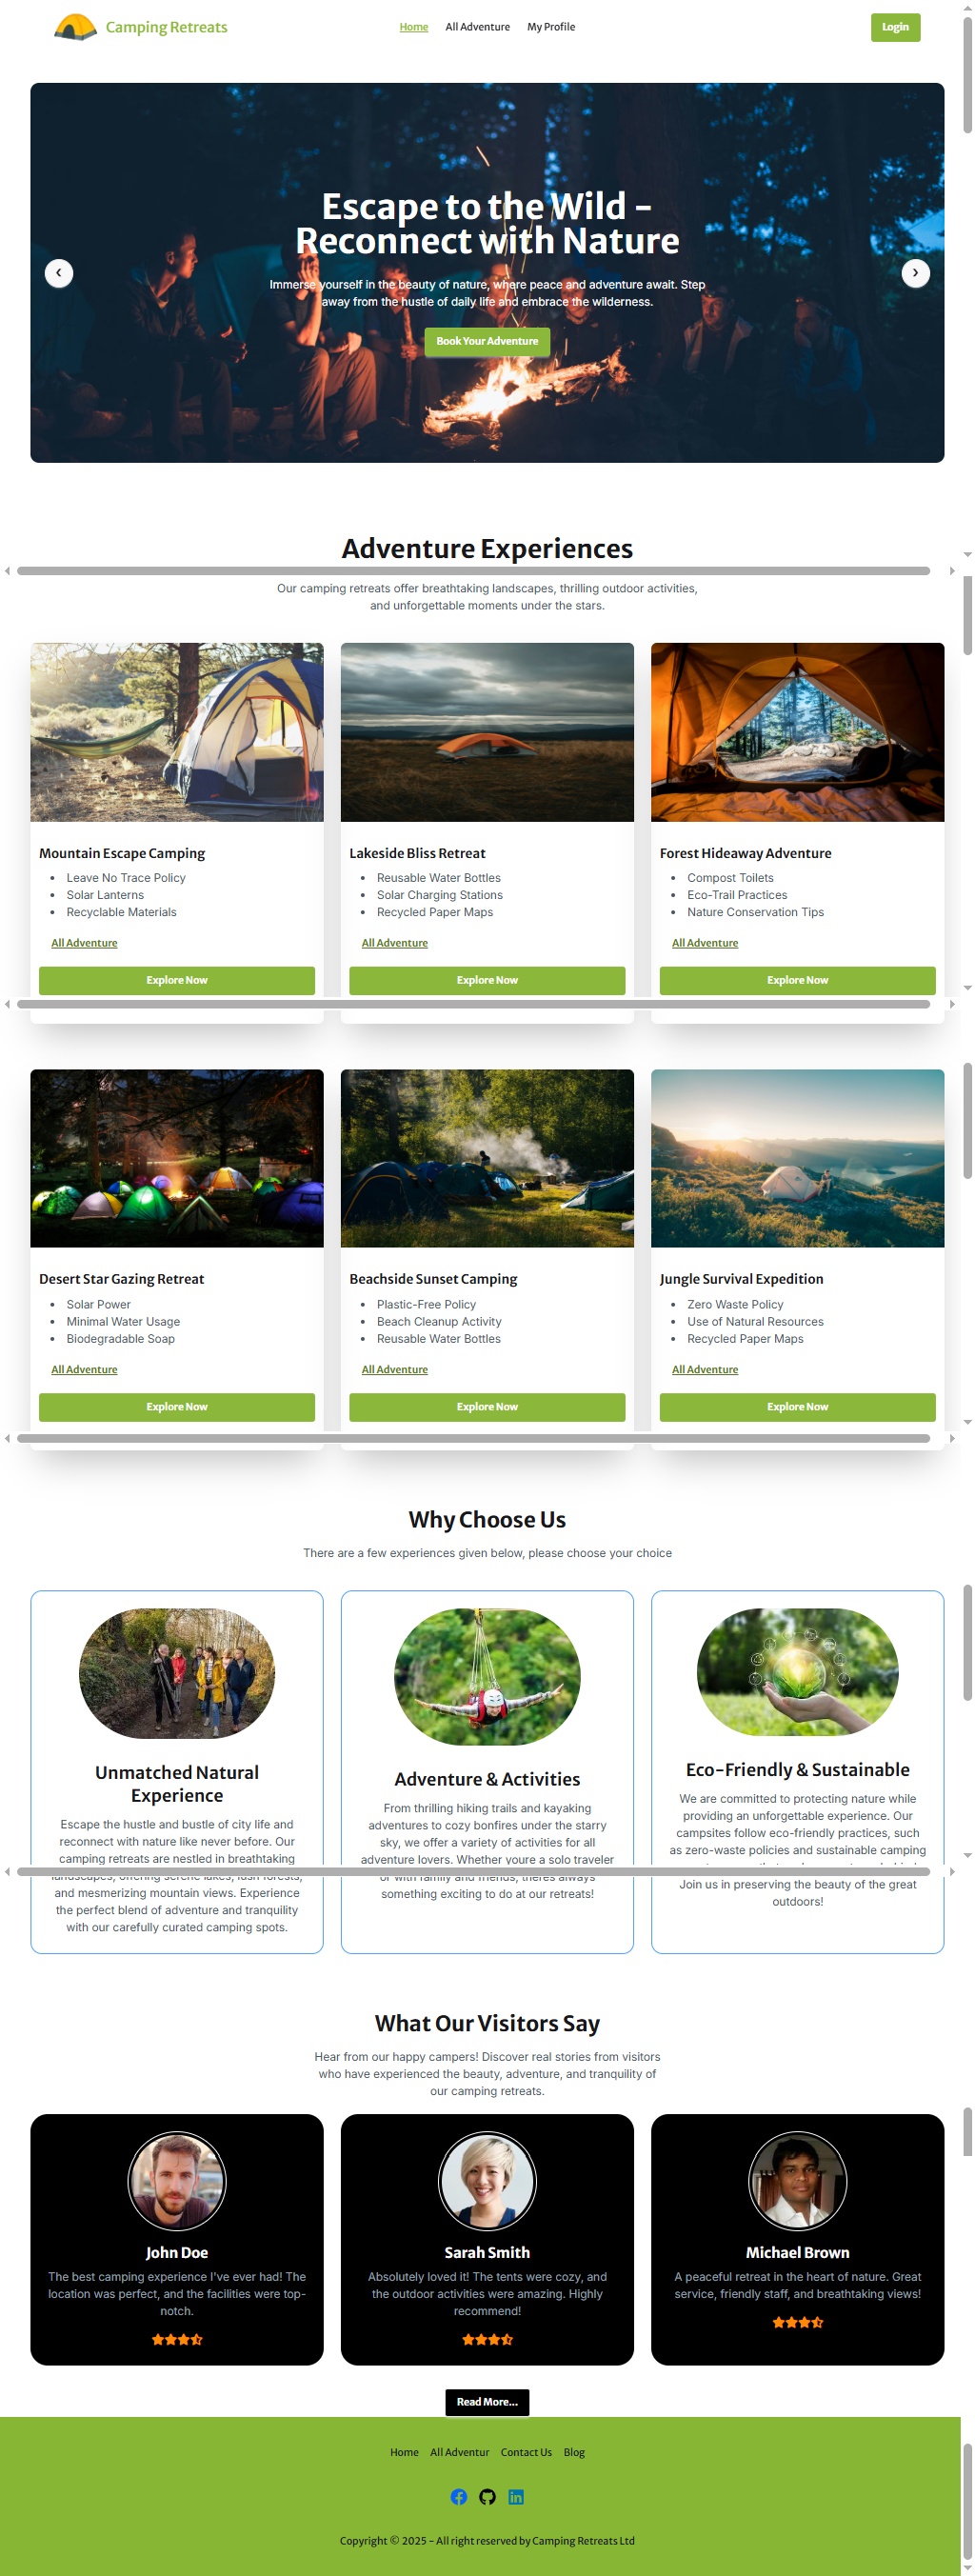 Camping Retreats
Home
All Adventure
My Profile
Login
Escape to the Wild -
Reconnect with Nature
Immerse yourself in the beauty of nature, where peace and adventure await. Step
away from the hustle of daily life and embrace the wilderness.
Book Your Adventure
Adventure Experiences
Our camping retreats offer breathtaking landscapes, thrilling outdoor activities,
and unforgettable moments under the stars.
Mountain Escape Camping
Leave No Trace Policy
Solar Lanterns
Recyclable Materials
All Adventure
Explore Now
Lakeside Bliss Retreat
Reusable Water Bottles
Solar Charging Stations
Recycled Paper Maps
All Adventure
Explore Now
Forest Hideaway Adventure
Compost Toilets
Eco-Trail Practices
Nature Conservation Tips
All Adventure
Explore Now
Desert Star Gazing Retreat
Solar Power
Minimal Water Usage
Biodegradable Soap
All Adventure
Explore Now
Beachside Sunset Camping
Plastic-Free Policy
Beach Cleanup Activity
Reusable Water Bottles
All Adventure
Explore Now
Jungle Survival Expedition
Zero Waste Policy
Use of Natural Resources
Recycled Paper Maps
All Adventure
Explore Now
Why Choose Us
There are a few experiences given below, please choose your choice
Unmatched Natural
Experience
Escape the hustle and bustle of city life and
reconnect with nature like never before. Our
camping retreats are nestled in breathtaking
landscapes, offering serene lakes, lush forests,
and mesmerizing mountain views. Experience
the perfect blend of adventure and tranquility
with our carefully curated camping spots.
Adventure & Activities
From thrilling hiking trails and kayaking
adventures to cozy bonfires under the starry
sky, we offer a variety of activities for all
adventure lovers. Whether youre a solo traveler
or with family and friends, theres always
something exciting to do at our retreats!
Eco-Friendly & Sustainable
We are committed to protecting nature while
providing an unforgettable experience. Our
campsites follow eco-friendly practices, such
as zero-waste policies and sustainable camping
Join us in preserving the beauty of the great
outdoors!
What Our Visitors Say
Hear from our happy campers! Discover real stories from visitors
who have experienced the beauty, adventure, and tranquility of
our camping retreats.
John Doe
The best camping experience I've ever had! The
location was perfect, and the facilities were top-
notch.
Sarah Smith
Absolutely loved it! The tents were cozy, and
the outdoor activities were amazing. Highly
recommend!
Michael Brown
A peaceful retreat in the heart of nature. Great
service, friendly staff, and breathtaking views!
Read More...
Home
All Adventur
Contact Us
Blog
Copyright © 2025 - All right reserved by Camping Retreats Ltd